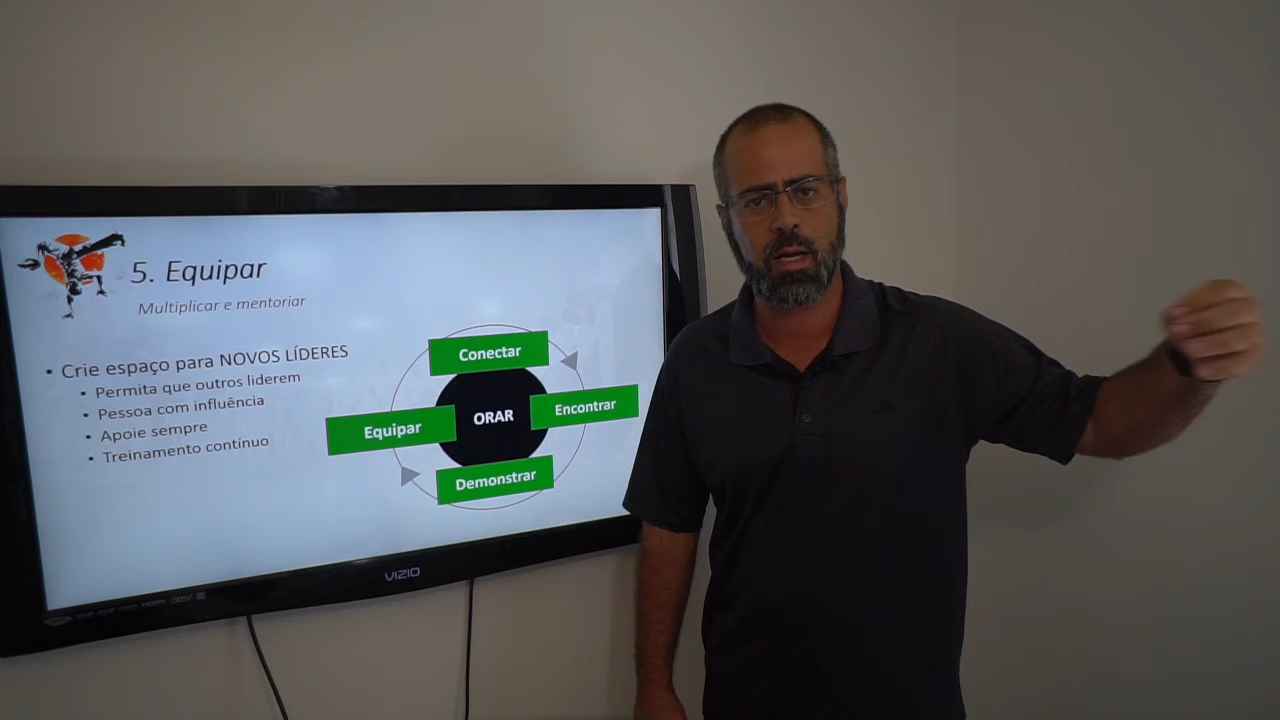 5. Equipar
Multiplicar e mentoriar
• Crie espaço para NOVOS LÍDERES
• Permita que outros liderem
• Pessoa com influência
• Apoie sempre
• Treinamento contínuo
Conectar
Encontrar
ORAR
Equipar
Demonstrar
VIZIO